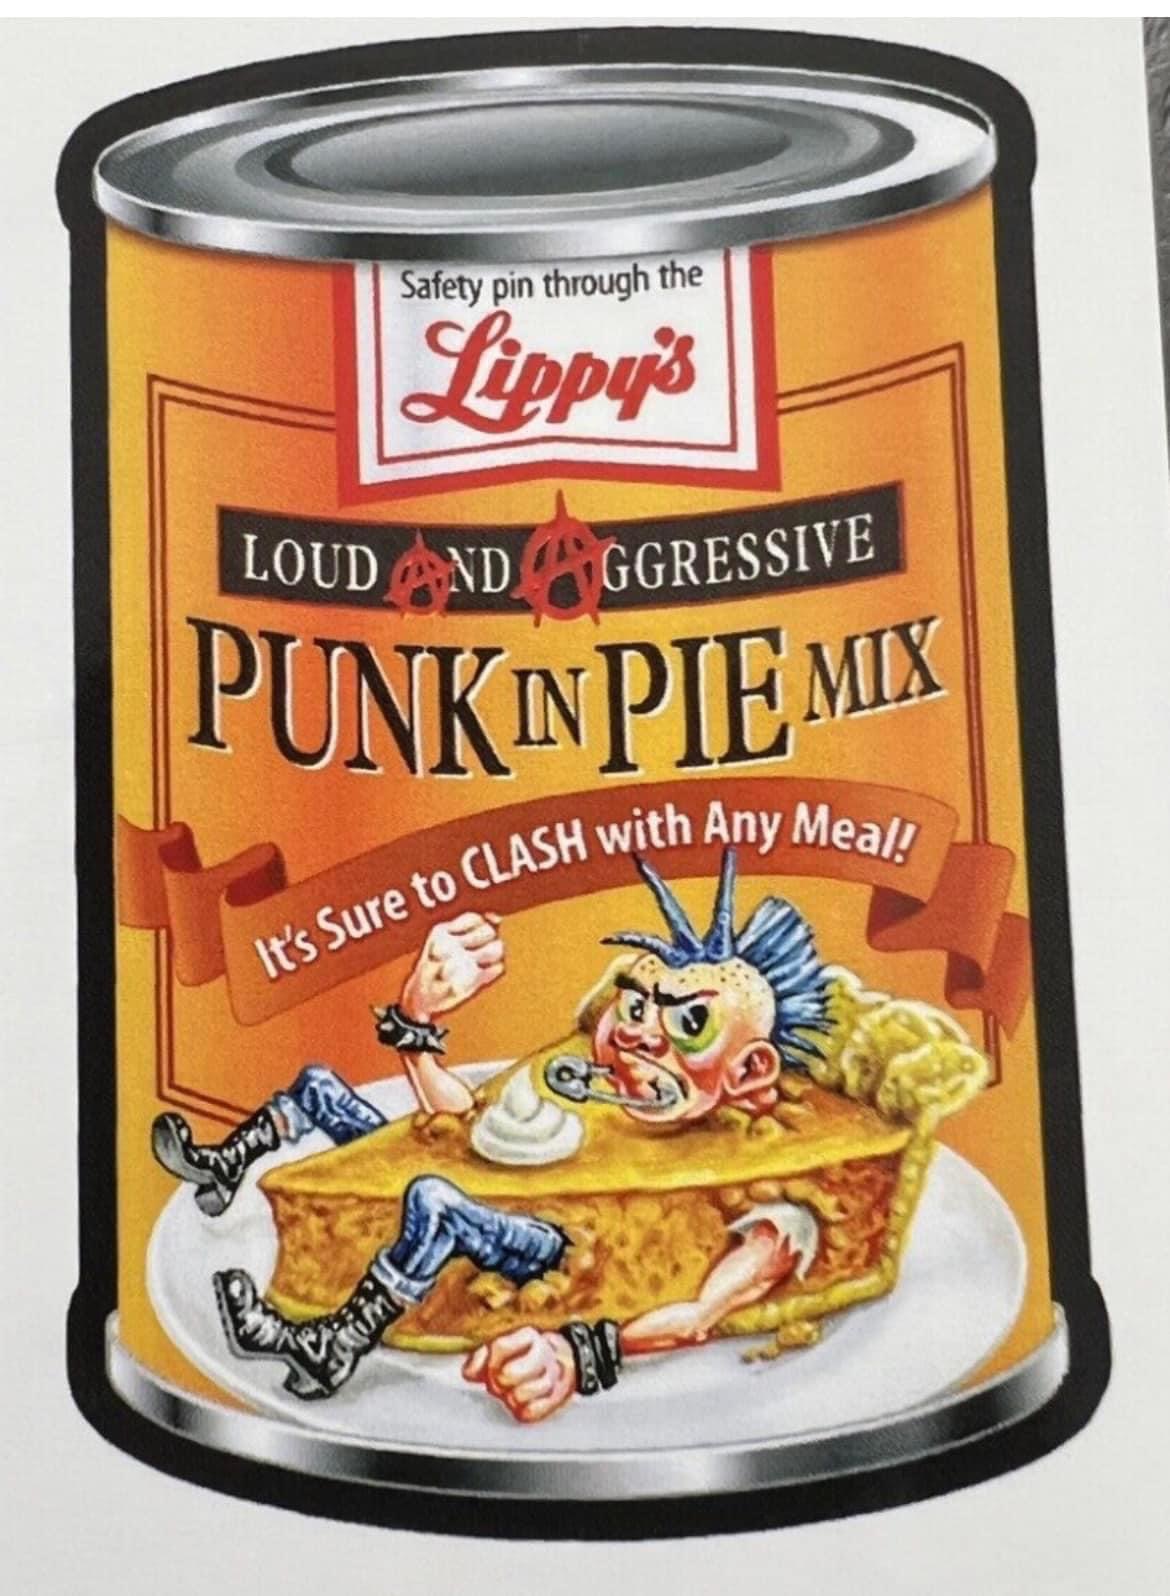 Safety pin through the
Lippy's
LOUD AND AGGRESSIVE
PUNK IN PIE MIX
It's Sure to CLASH with Any Meal!